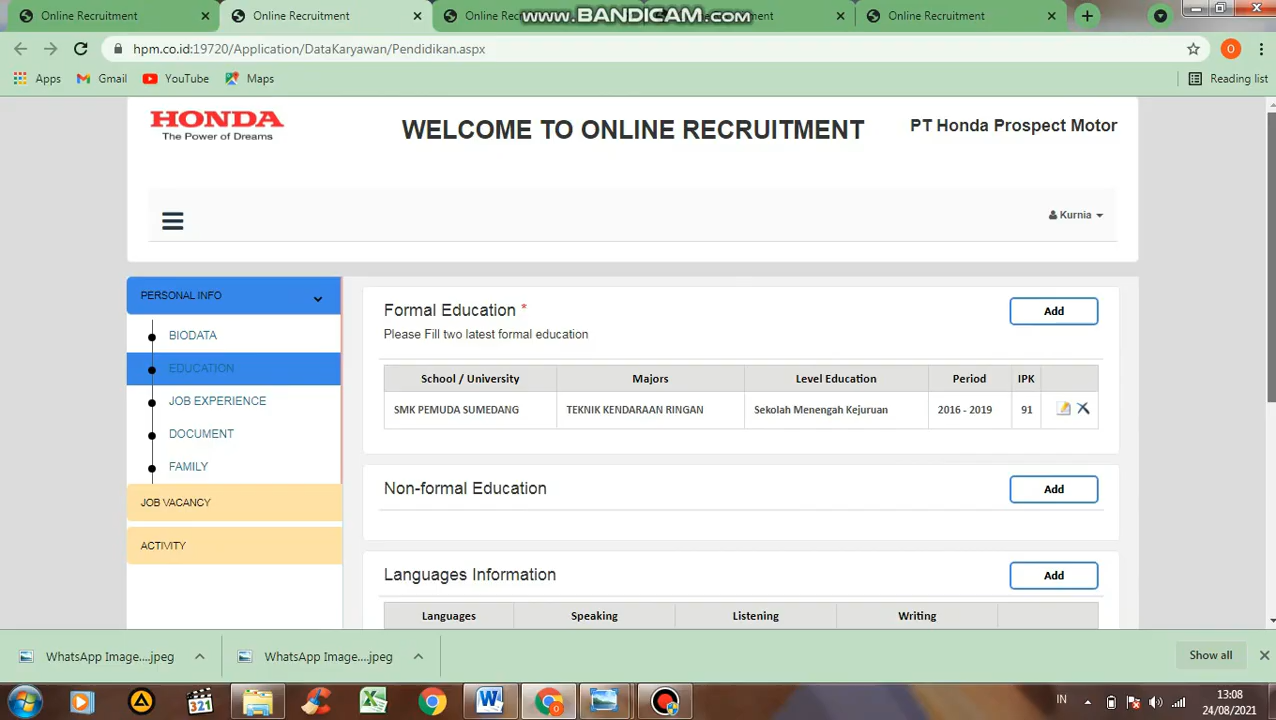 Online Recruitment
Online Recruitment
Online Rec
ment
Online Recruitment
www.BANDICAM.com
hpm.co.id:19720/Application/DataKaryawan/Pendidikan.aspx
O
Apps
Gmail
YouTube
Maps
Reading list
HONDA
The Power of Dreams
WELCOME TO ONLINE RECRUITMENT
PT Honda Prospect Motor
Kurnia
PERSONAL INFO
BIODATA
EDUCATION
JOB EXPERIENCE
DOCUMENT
FAMILY
JOB VACANCY
ACTIVITY
Formal Education *
Add
Please Fill two latest formal education
School / University Majors Level Education Period IPK
SMK PEMUDA SUMEDANG TEKNIK KENDARAAN RINGAN Sekolah Menengah Kejuruan 2016 - 2019 91
Non-formal Education
Add
Languages Information
Add
Languages Speaking Listening Writing
WhatsApp Image....jpeg
WhatsApp Image....jpeg
Show all
321
IN
13:08
24/08/2021